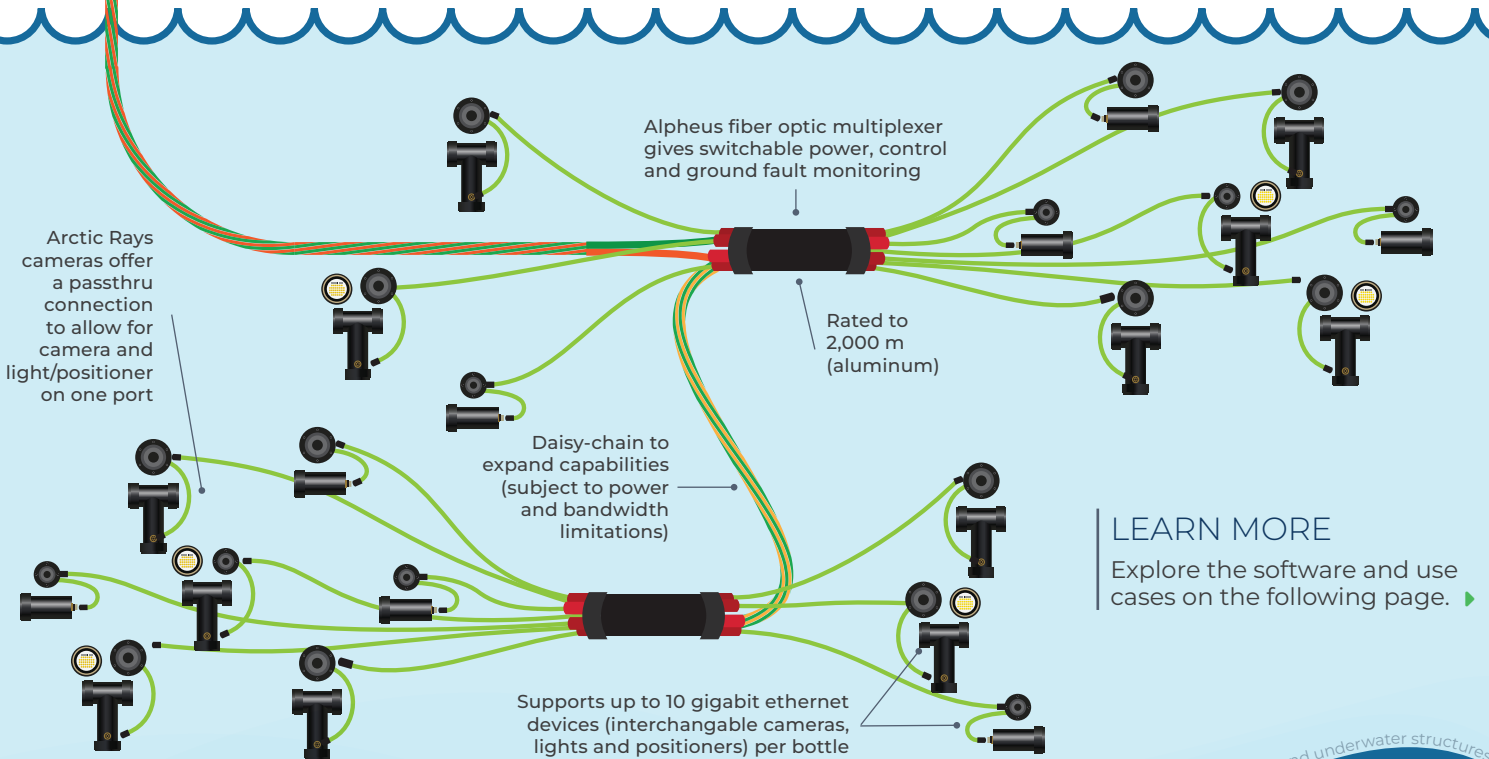 Alpheus fiber optic multiplexer
gives switchable power, control
and ground fault monitoring
Arctic Rays
cameras offer
a passthru
connection
to allow for
camera and
light/positioner
on one port
Rated to
2,000 m
(aluminum)
Daisy-chain to
expand capabilities
(subject to power
and bandwidth
limitations)
LEARN MORE
Explore the software and use
cases on the following page.
Supports up to 10 gigabit ethernet
devices (interchangable cameras,
lights and positioners) per bottle
underwater structures